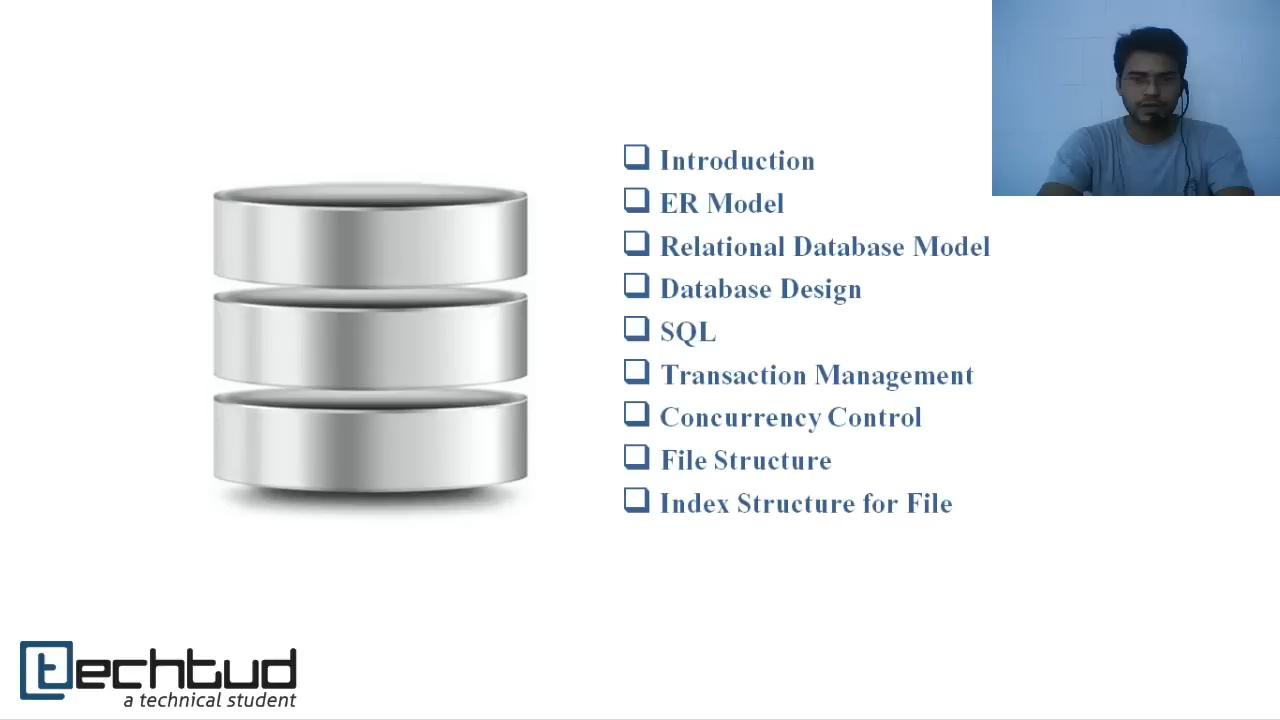 Introduction
ER Model
Relational Database Model
Database Design
SQL
Transaction Management
Concurrency Control
File Structure
Index Structure for File
techtud
a technical student